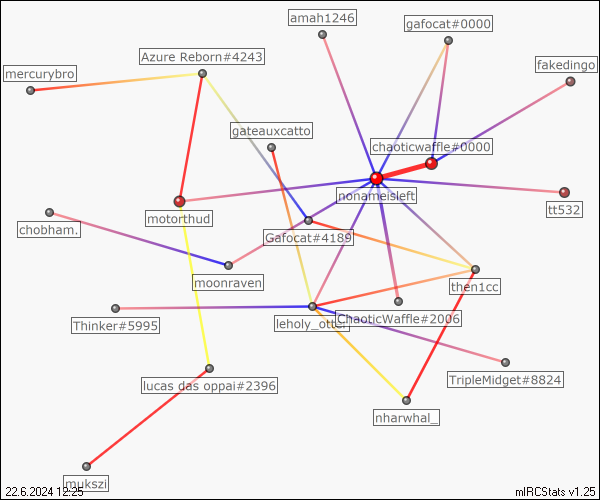 amah1246
gafocat#0000
Azure Reborn#4243
mercurybro
fakedingo
gateauxcatto
chaoticwaffle#0000
nonameisleft
tt532
motorthud
chobham.
Gafocat#4189
moonraven
then1cc
Thinker#5995
ChaoticWaffle#2006
TripleMidget#8824
lucas das oppai#2396
nharwhal_
mukszi
22.6.2024 12:25
mIRCStats v1.25